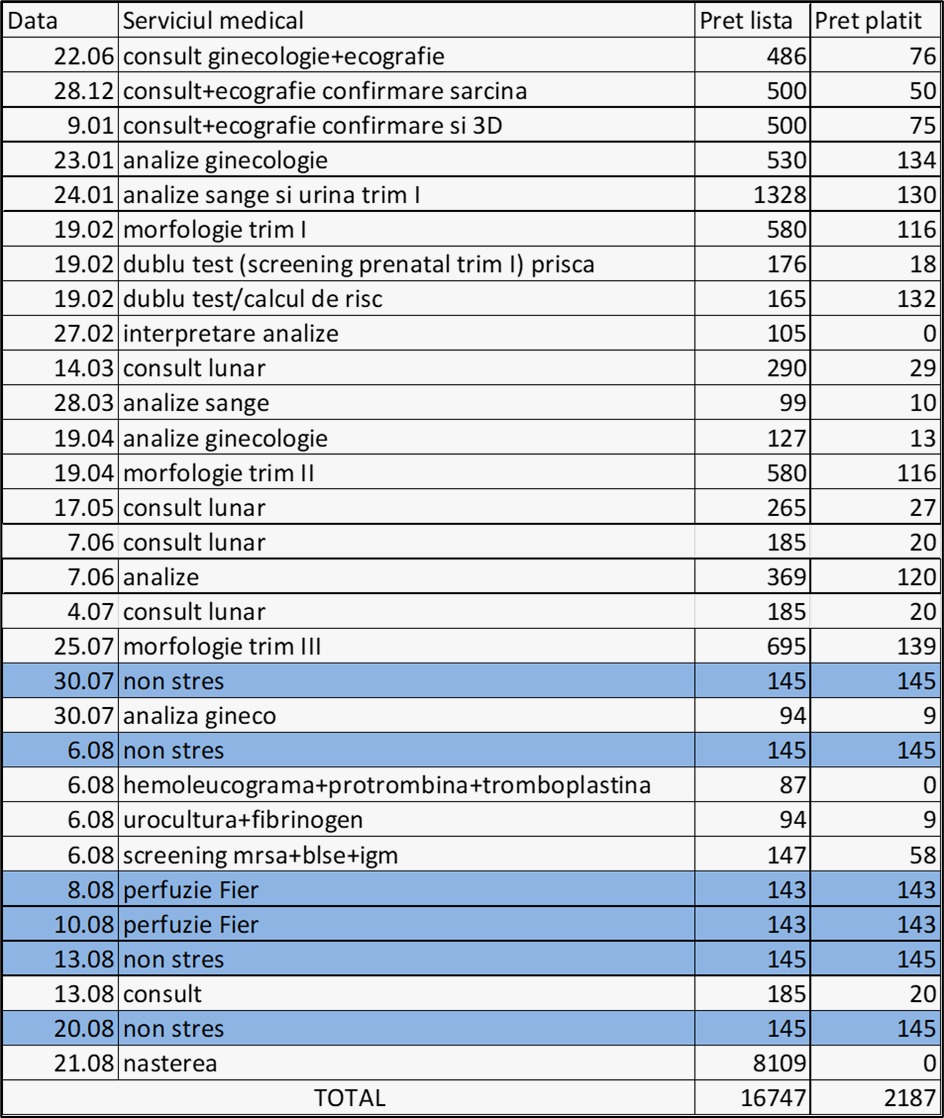 Data Serviciul medical Pret lista Pret platit
22.06 consult ginecologie+ecografie 486 76
28.12 consult+ecografie confirmare sarcina 500 50
9.01 consult+ecografie confirmare si 3D 500 75
23.01 analize ginecologie 530 134
24.01 analize sange si urina trim I 1328 130
19.02 morfologie trim I 580 116
19.02 dublu test (screening prenatal trim I) prisca 176 18
19.02 dublu test/calcul de risc 165 132
27.02 interpretare analize 105 0
14.03 consult lunar 290 29
28.03 analize sange 99 10
19.04 analize ginecologie 127 13
19.04 morfologie trim II 580 116
17.05 consult lunar 265 27
7.06 consult lunar 185 20
7.06 analize 369 120
4.07 consult lunar 185 20
25.07 morfologie trim III 695 139
30.07 non stres 145 145
30.07 analiza gineco 94 9
6.08 non stres 145 145
6.08 hemoleucograma+protrombina+tromboplastina 87 0
6.08 urocultura+fibrinogen 94 9
6.08 screening mrsa+blse+igm 147 58
8.08 perfuzie Fier 143 143
10.08 perfuzie Fier 143 143
13.08 non stres 145 145
13.08 consult 185 20
20.08 non stres 145 145
21.08 nasterea 8109 0
TOTAL 16747 2187